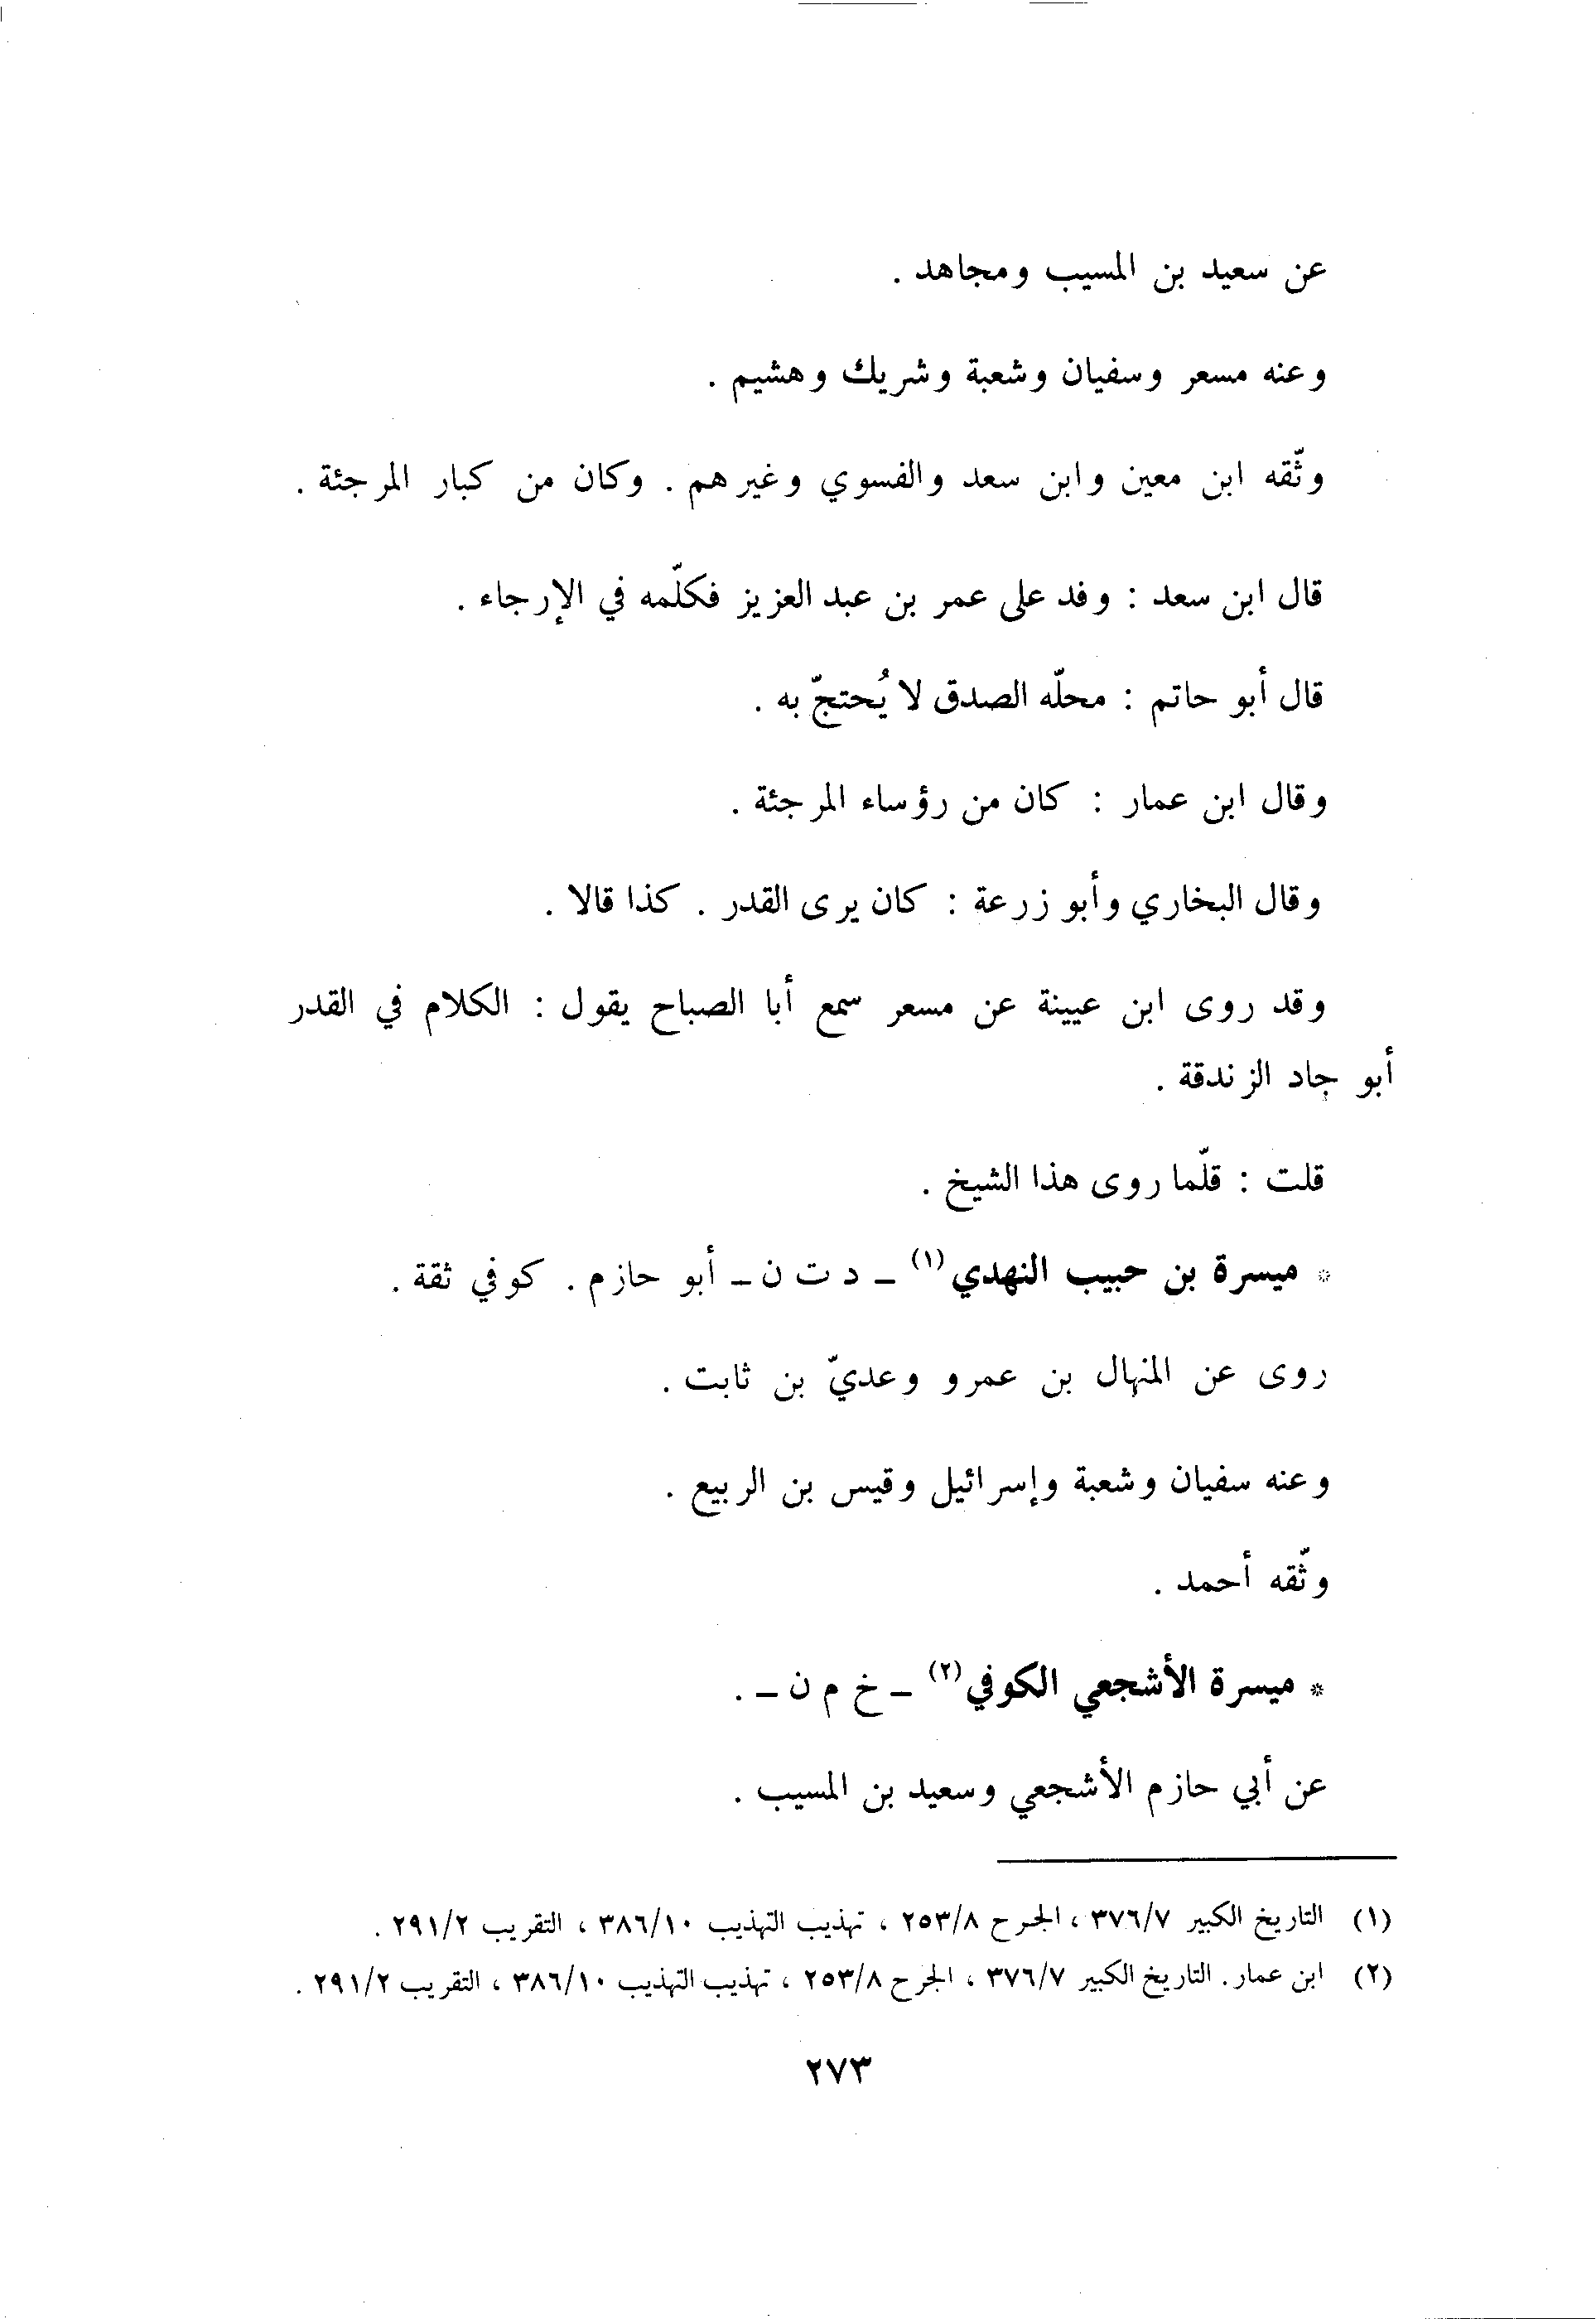 عن سعيد بن المسيب ومجاهد .
وعنه مسعر وسفيان وشعبة وشريك وهشيم .
وثّقه ابن معين وابن سعد والفسوي وغيرهم . وكان من كبار المرجئة .
قال ابن سعد : وفد على عمر بن عبد العزيز فكلّمه في الإرجاء .
قال أبو حاتم : محلّه الصدق لا يُحتجّ به .
وقال ابن عمار : كان من رؤساء المرجئة .
وقال البخاري وأبو زرعة : كان يرى القدر . كذا قالا .
وقد روى ابن عيينة عن مسعر سمع أبا الصباح يقول : الكلام في القدر
أبو جاد الزندقة .
قلت : قلّما روى هذا الشيخ .
* ميسرة بن حبيب النهدي (١) ـ د ت ن ـ أبو حازم . كوفي ثقة .
روى عن المنهال بن عمرو وعديّ بن ثابت .
وعنه سفيان وشعبة وإسرائيل وقيس بن الربيع .
وثّقه أحمد .
* ميسرة الأشجعي الكوفي (٢) ـ خ م ن ـ .
عن أبي حازم الأشجعي وسعيد بن المسيب .
(١) التاريخ الكبير ٣٧٦/٧ ، الجرح ٢٥٣/٨ ، تهذيب التهذيب ٣٨٦/١٠ ، التقريب ٢٩١/٢ .
(٢) ابن عمار . التاريخ الكبير ٣٧٦/٧ ، الجرح ٢٥٣/٨ ، تهذيب التهذيب ٣٨٦/١٠ ، التقريب ٢٩١/٢ .
٢٧٣